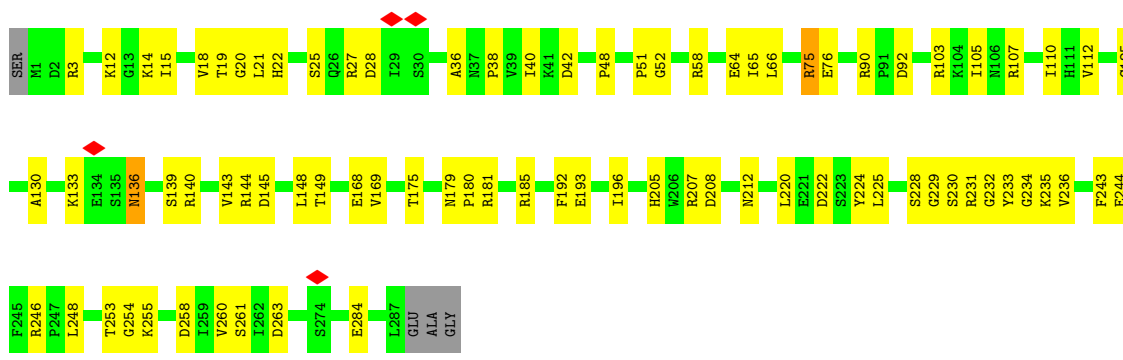 SER M1 D2 R3 K12 G13 K14 I15 V18 T19 G20 L21 H22 S25 Q26 R27 D28 I29 S30 A36 N37 P38 V39 I40 K41 D42 P48 P51 G52 R58 E64 I65 L66 R75 E76 R90 P91 D92 R103 K104 I105 N106 R107 I110 H111 V112
A130 K133 E134 S135 N136 S139 R140 V143 R144 D145 L148 T149 E168 V169 T175 N179 P180 R181 R185 F192 E193 I196 H205 W206 R207 D208 N212 L220 E221 D222 S223 Y224 L225 S228 G229 S230 R231 G232 Y233 G234 K235 V236 F243 E244
F245 R246 P247 L248 T253 G254 K255 D258 I259 V260 S261 I262 D263 S274 E284 L287 GLU ALA GLY